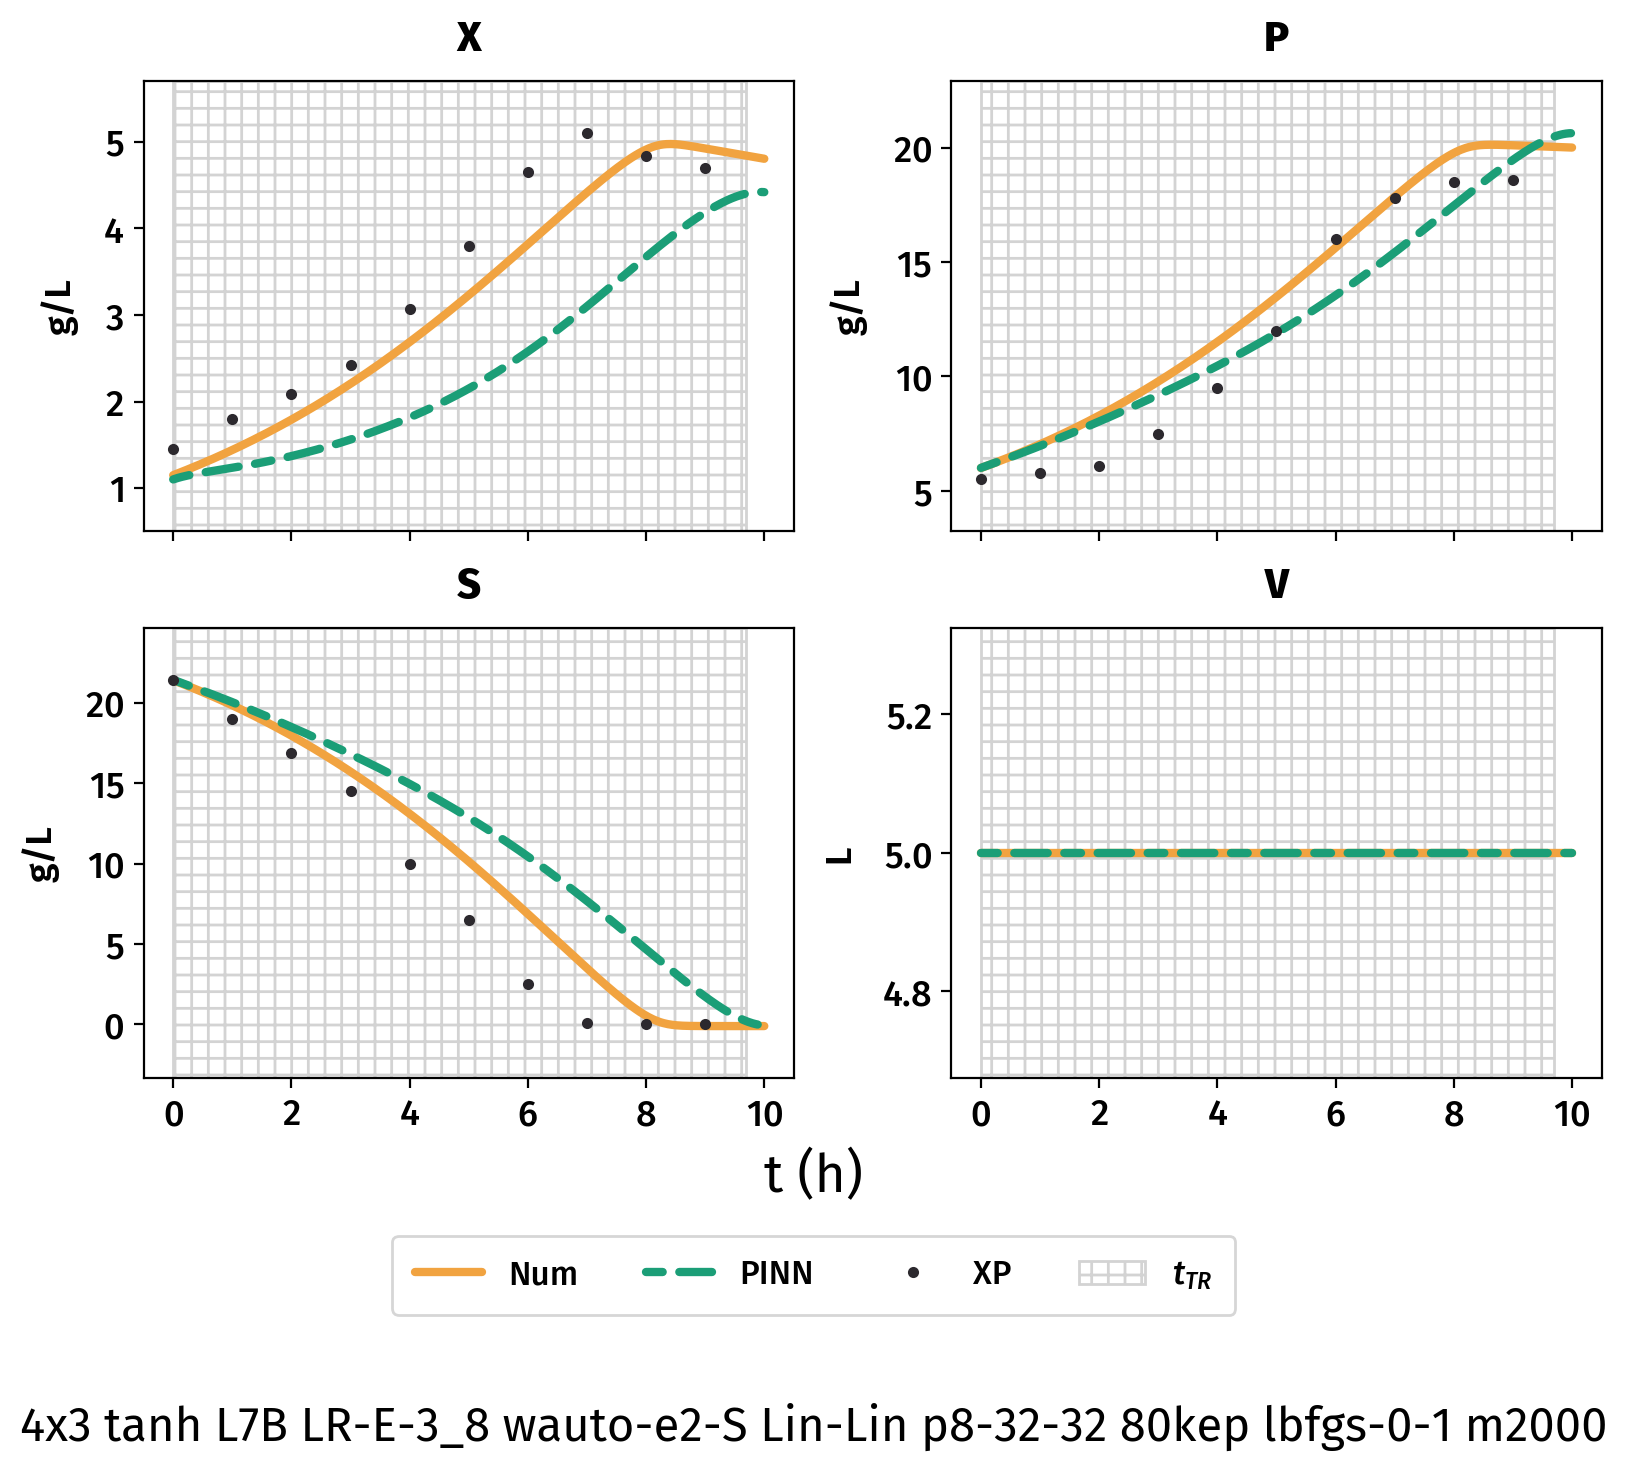 X
P
5
4
3
2
1
g/L
20
15
10
5
g/L
S
V
20
15
10
5
0
g/L
5.2
5.0
4.8
L
0 2 4 6 8 10
0 2 4 6 8 10
t (h)
Num PINN XP tTR
4x3 tanh L7B LR-E-3_8 wauto-e2-S Lin-Lin p8-32-32 80kep lbfgs-0-1 m2000